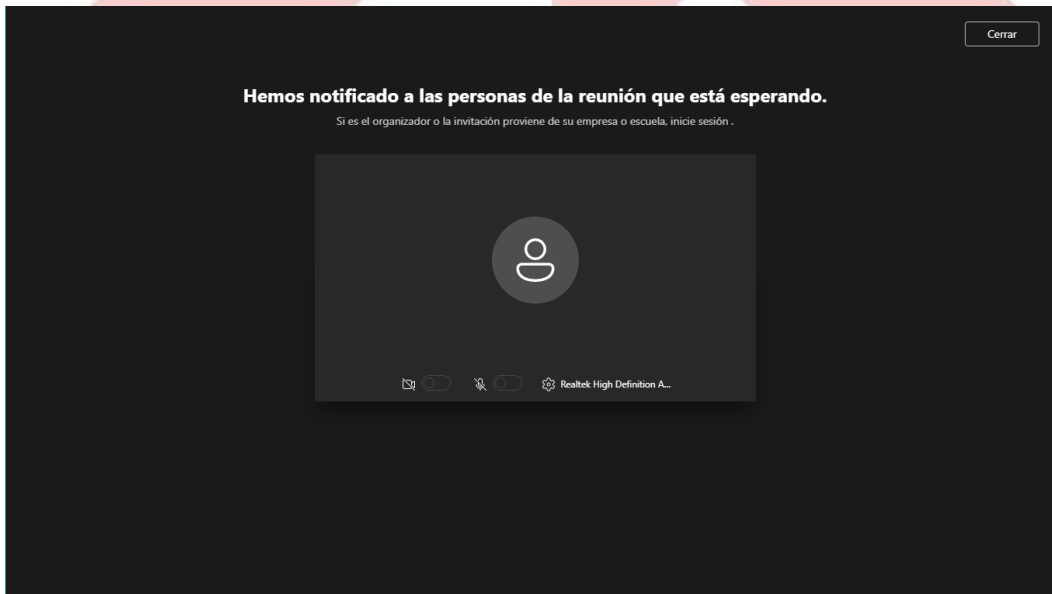 Cerrar
Hemos notificado a las personas de la reunión que está esperando.
Si es el organizador o la invitación proviene de su empresa o escuela, inicie sesión .
Realtek High Definition A...